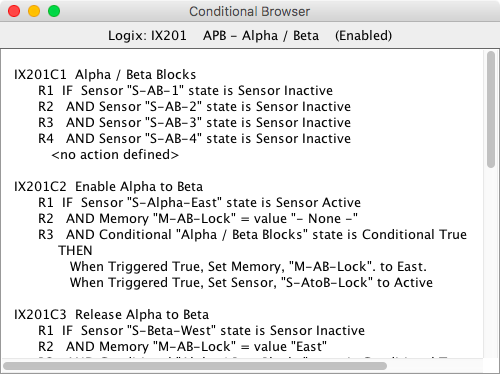 Conditional Browser
Logix: IX201 APB - Alpha / Beta (Enabled)
IX201C1 Alpha / Beta Blocks
R1 IF Sensor "S-AB-1" state is Sensor Inactive
R2 AND Sensor "S-AB-2" state is Sensor Inactive
R3 AND Sensor "S-AB-3" state is Sensor Inactive
R4 AND Sensor "S-AB-4" state is Sensor Inactive
<no action defined>
IX201C2 Enable Alpha to Beta
R1 IF Sensor "S-Alpha-East" state is Sensor Active
R2 AND Memory "M-AB-Lock" = value "- None -"
R3 AND Conditional "Alpha / Beta Blocks" state is Conditional True
THEN
When Triggered True, Set Memory, "M-AB-Lock". to East.
When Triggered True, Set Sensor, "S-AtoB-Lock" to Active
IX201C3 Release Alpha to Beta
R1 IF Sensor "S-Beta-West" state is Sensor Inactive
R2 AND Memory "M-AB-Lock" = value "East"